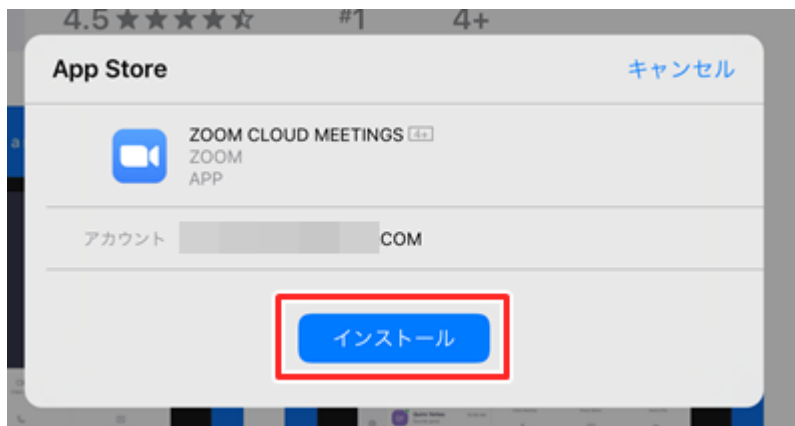 4.5 ★★★★☆ #1 4+
App Store キャンセル
ZOOM CLOUD MEETINGS 4+
ZOOM
APP
アカウント COM
インストール